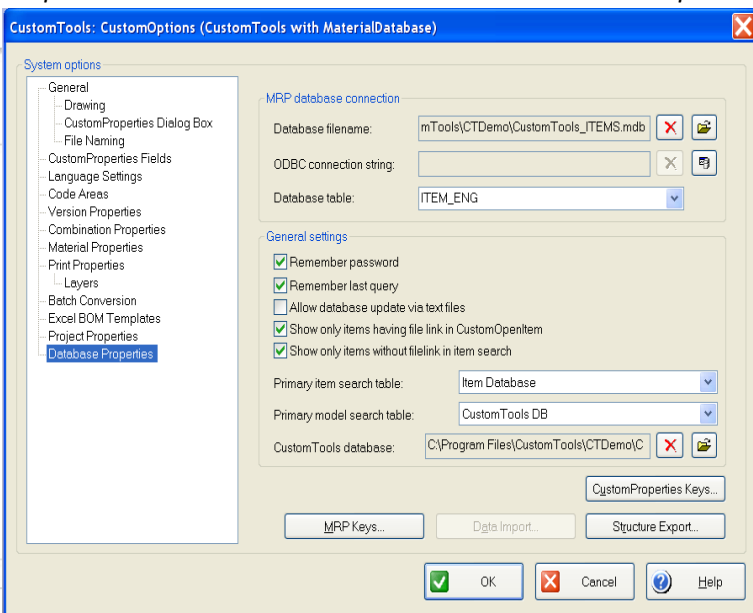 CustomTools: CustomOptions (CustomTools with MaterialDatabase)
System options
General
Drawing
CustomProperties Dialog Box
File Naming
CustomProperties Fields
Language Settings
Code Areas
Version Properties
Combination Properties
Material Properties
Print Properties
Layers
Batch Conversion
Excel BOM Templates
Project Properties
Database Properties
MRP database connection
Database filename: mTools\CTDemo\CustomTools_ITEMS.mdb
ODBC connection string:
Database table: ITEM_ENG
General settings
Remember password
Remember last query
Allow database update via text files
Show only items having file link in CustomOpenItem
Show only items without filelink in item search
Primary item search table: Item Database
Primary model search table: CustomTools DB
CustomTools database: C:\Program Files\CustomTools\CTDemo\C
CustomProperties Keys...
MRP Keys... Data Import... Structure Export...
OK Cancel Help